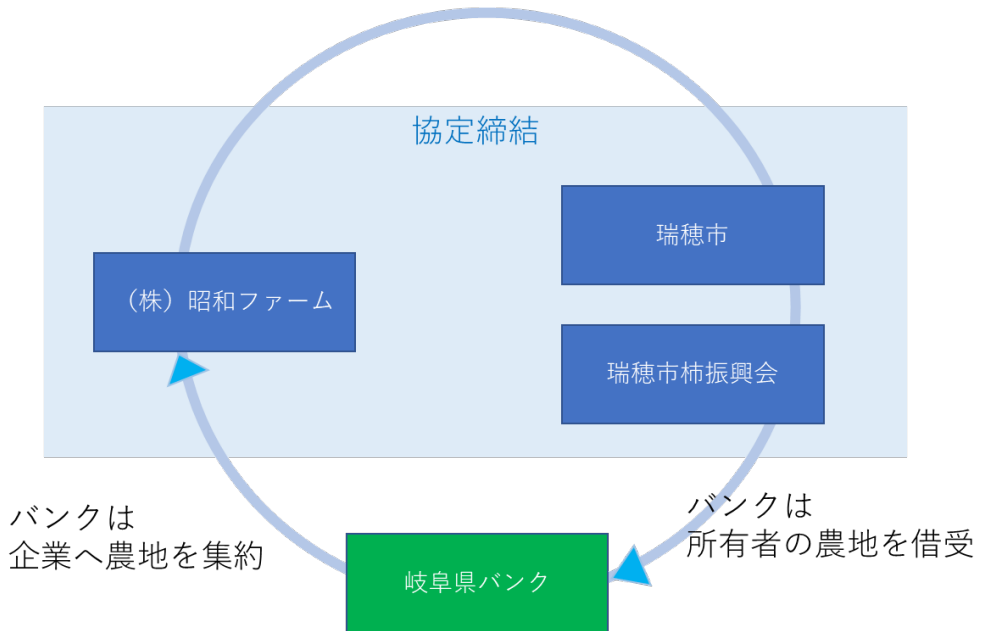 協定締結
瑞穂市
（株）昭和ファーム
瑞穂市柿振興会
バンクは
企業へ農地を集約
バンクは
所有者の農地を借受
岐阜県バンク